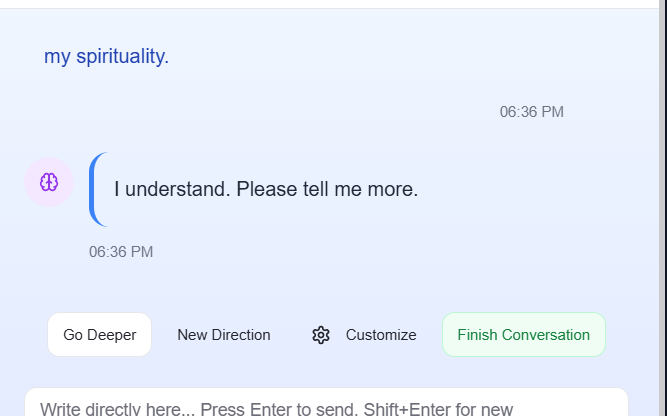 my spirituality.
06:36 PM
I understand. Please tell me more.
06:36 PM
Go Deeper New Direction Customize Finish Conversation
Write directly here... Press Enter to send, Shift+Enter for new